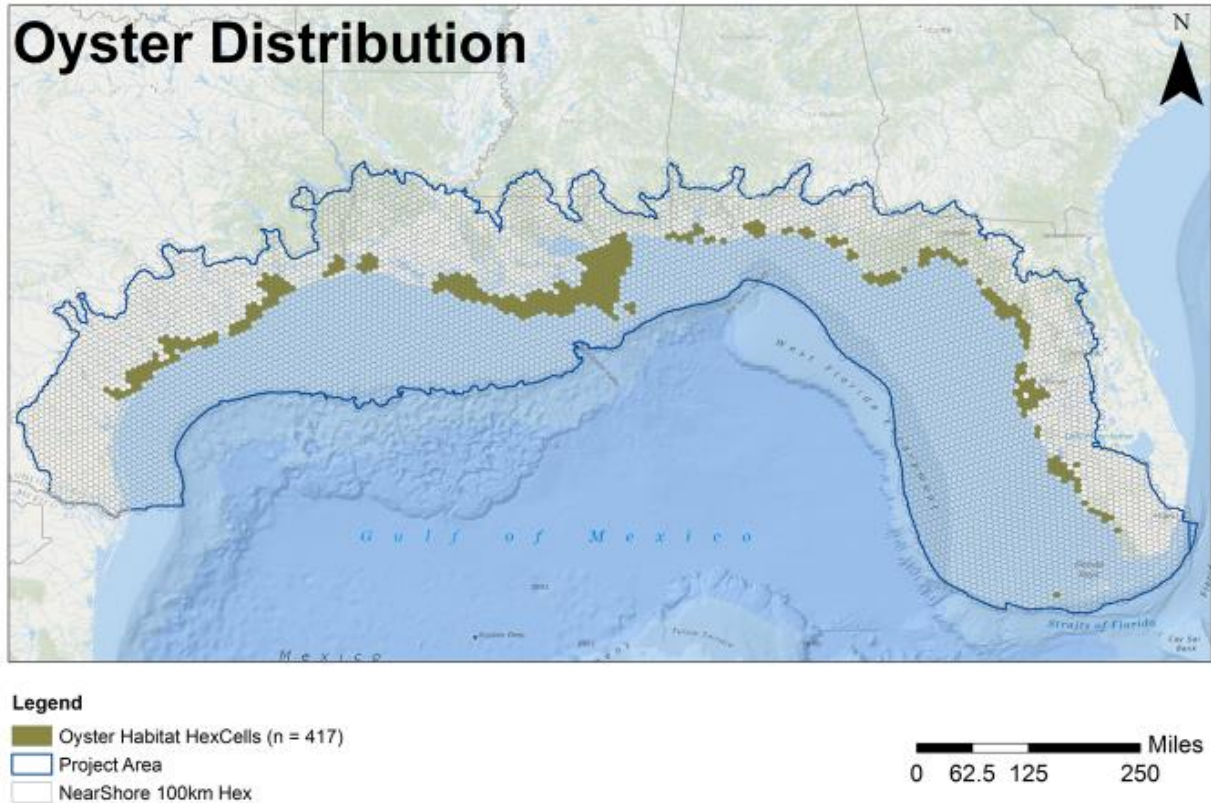 Oyster Distribution
N
West Florida
Escarpment
Gulf of Mexico
Straits of Florida
Mexico
Legend
Oyster Habitat HexCells (n = 417)
Project Area
NearShore 100km Hex
Miles
0 62.5 125 250